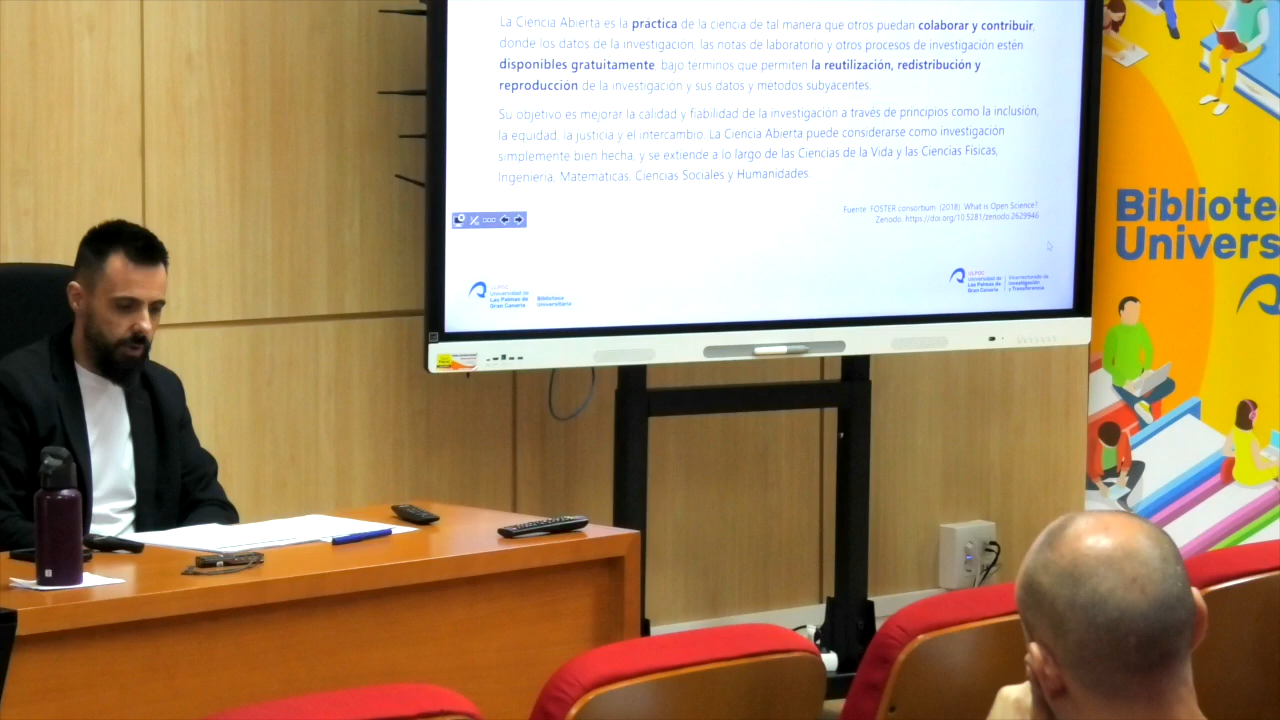 La Ciencia Abierta es la práctica de la ciencia de tal manera que otros puedan colaborar y contribuir,
donde los datos de la investigación, las notas de laboratorio y otros procesos de investigación estén
disponibles gratuitamente, bajo términos que permiten la reutilización, redistribución y
reproducción de la investigación y sus datos y métodos subyacentes.
Su objetivo es mejorar la calidad y fiabilidad de la investigación a través de principios como la inclusión,
la equidad, la justicia y el intercambio. La Ciencia Abierta puede considerarse como investigación
simplemente bien hecha, y se extiende a lo largo de las Ciencias de la Vida y las Ciencias Físicas,
Ingeniería, Matemáticas, Ciencias Sociales y Humanidades.
Fuente: FOSTER consortium. (2018). What is Open Science?.
Zenodo. https://doi.org/10.5281/zenodo.2629946
ULPGC
Universidad de
Las Palmas de
Gran Canaria
Biblioteca
Universitaria
ULPGC
Universidad de
Las Palmas de
Gran Canaria
Vicerrectorado de
Investigación
y Transferencia
Bibliote
Univers